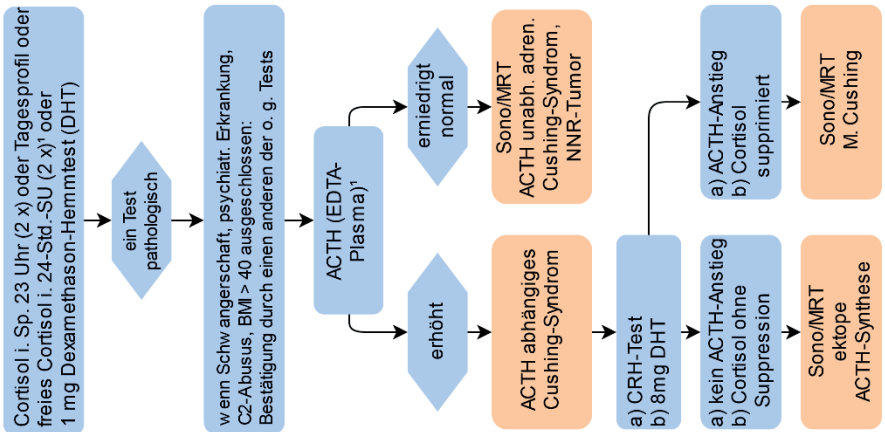 Cortisol i. Sp. 23 Uhr (2 x) oder Tagesprofil oder
freies Cortisol i. 24-Std.-SU (2 x)¹ oder
1 mg Dexamethason-Hemmtest (DHT)
ein Test
pathologisch
wenn Schw angerschaft, psychiatr. Erkrankung,
C2-Abusus, BMI > 40 ausgeschlossen:
Bestätigung durch einen anderen der o. g. Tests
ACTH (EDTA-
Plasma)¹
erhöht
erniedrigt
normal
ACTH abhängiges
Cushing-Syndrom
Sono/MRT
ACTH unabh. adren.
Cushing-Syndrom,
NNR-Tumor
a) CRH-Test
b) 8mg DHT
a) kein ACTH-Anstieg
b) Cortisol ohne
Suppression
a) ACTH-Anstieg
b) Cortisol
supprimiert
Sono/MRT
ektope
ACTH-Synthese
Sono/MRT
M. Cushing